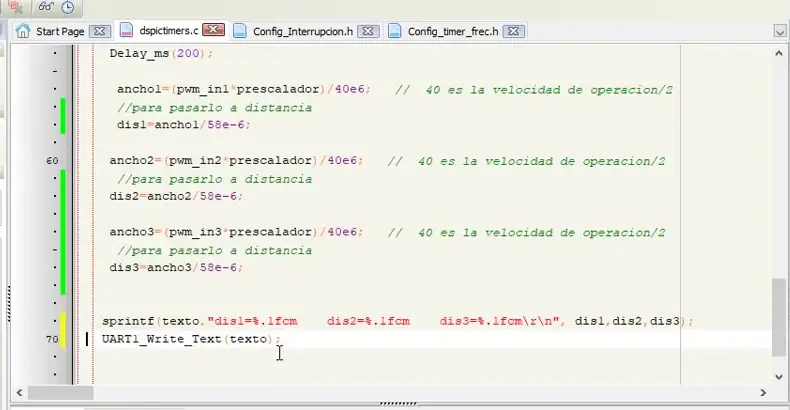 Start Page
dspictimers.c
Config_Interrupcion.h
Config_timer_frec.h
Delay_ms(200);
ancho1=(pwm_in1*prescalador)/40e6; // 40 es la velocidad de operacion/2
//para pasarlo a distancia
dis1=ancho1/58e-6;
60 ancho2=(pwm_in2*prescalador)/40e6; // 40 es la velocidad de operacion/2
//para pasarlo a distancia
dis2=ancho2/58e-6;
ancho3=(pwm_in3*prescalador)/40e6; // 40 es la velocidad de operacion/2
//para pasarlo a distancia
dis3=ancho3/58e-6;
sprintf(texto,"dis1=%.1fcm    dis2=%.1fcm    dis3=%.1fcm\r\n", dis1,dis2,dis3);
70 UART1_Write_Text(texto);